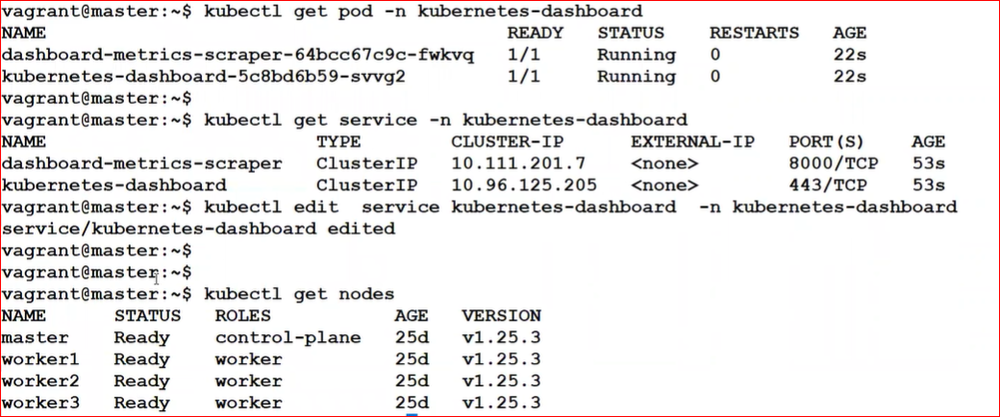 vagrant@master:~$ kubectl get pod -n kubernetes-dashboard
NAME                                         READY   STATUS    RESTARTS   AGE
dashboard-metrics-scraper-64bcc67c9c-fwkvq   1/1     Running   0          22s
kubernetes-dashboard-5c8bd6b59-svvg2         1/1     Running   0          22s
vagrant@master:~$
vagrant@master:~$ kubectl get service -n kubernetes-dashboard
NAME                        TYPE        CLUSTER-IP      EXTERNAL-IP   PORT(S)    AGE
dashboard-metrics-scraper   ClusterIP   10.111.201.7    <none>        8000/TCP   53s
kubernetes-dashboard        ClusterIP   10.96.125.205   <none>        443/TCP    53s
vagrant@master:~$ kubectl edit  service kubernetes-dashboard  -n kubernetes-dashboard
service/kubernetes-dashboard edited
vagrant@master:~$
vagrant@master:~$
vagrant@master:~$ kubectl get nodes
NAME      STATUS   ROLES           AGE   VERSION
master    Ready    control-plane   25d   v1.25.3
worker1   Ready    worker          25d   v1.25.3
worker2   Ready    worker          25d   v1.25.3
worker3   Ready    worker          25d   v1.25.3